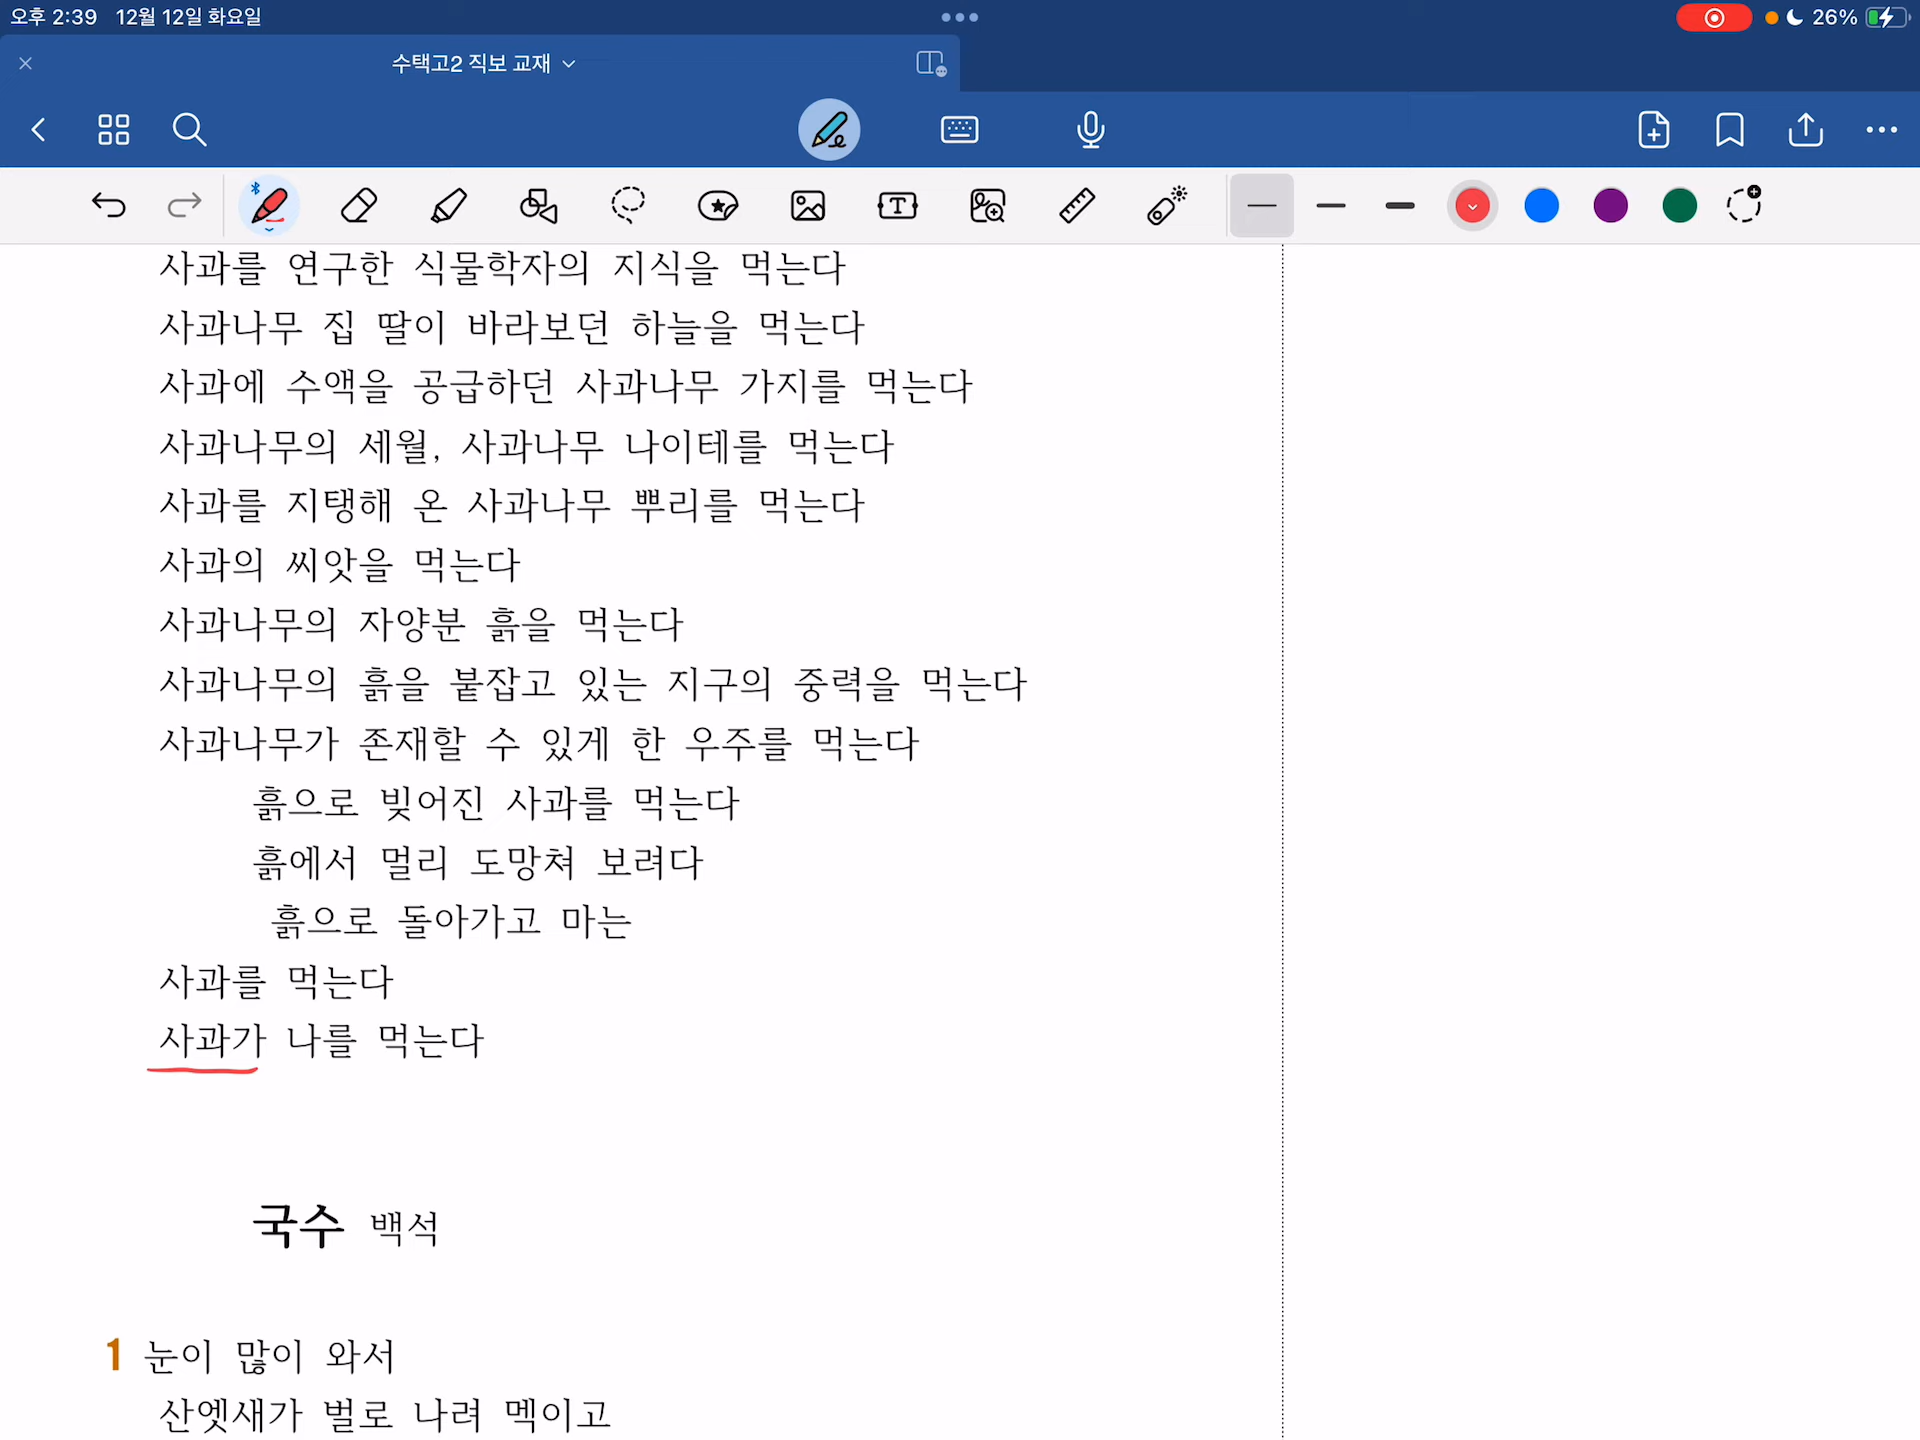 오후 2:39 12월 12일 화요일 26%
수택고2 직보 교재
사과를 연구한 식물학자의 지식을 먹는다
사과나무 집 딸이 바라보던 하늘을 먹는다
사과에 수액을 공급하던 사과나무 가지를 먹는다
사과나무의 세월, 사과나무 나이테를 먹는다
사과를 지탱해 온 사과나무 뿌리를 먹는다
사과의 씨앗을 먹는다
사과나무의 자양분 흙을 먹는다
사과나무의 흙을 붙잡고 있는 지구의 중력을 먹는다
사과나무가 존재할 수 있게 한 우주를 먹는다
흙으로 빚어진 사과를 먹는다
흙에서 멀리 도망쳐 보려다
흙으로 돌아가고 마는
사과를 먹는다
사과가 나를 먹는다
국수 백석
1 눈이 많이 와서
산엣새가 벌로 나려 멕이고